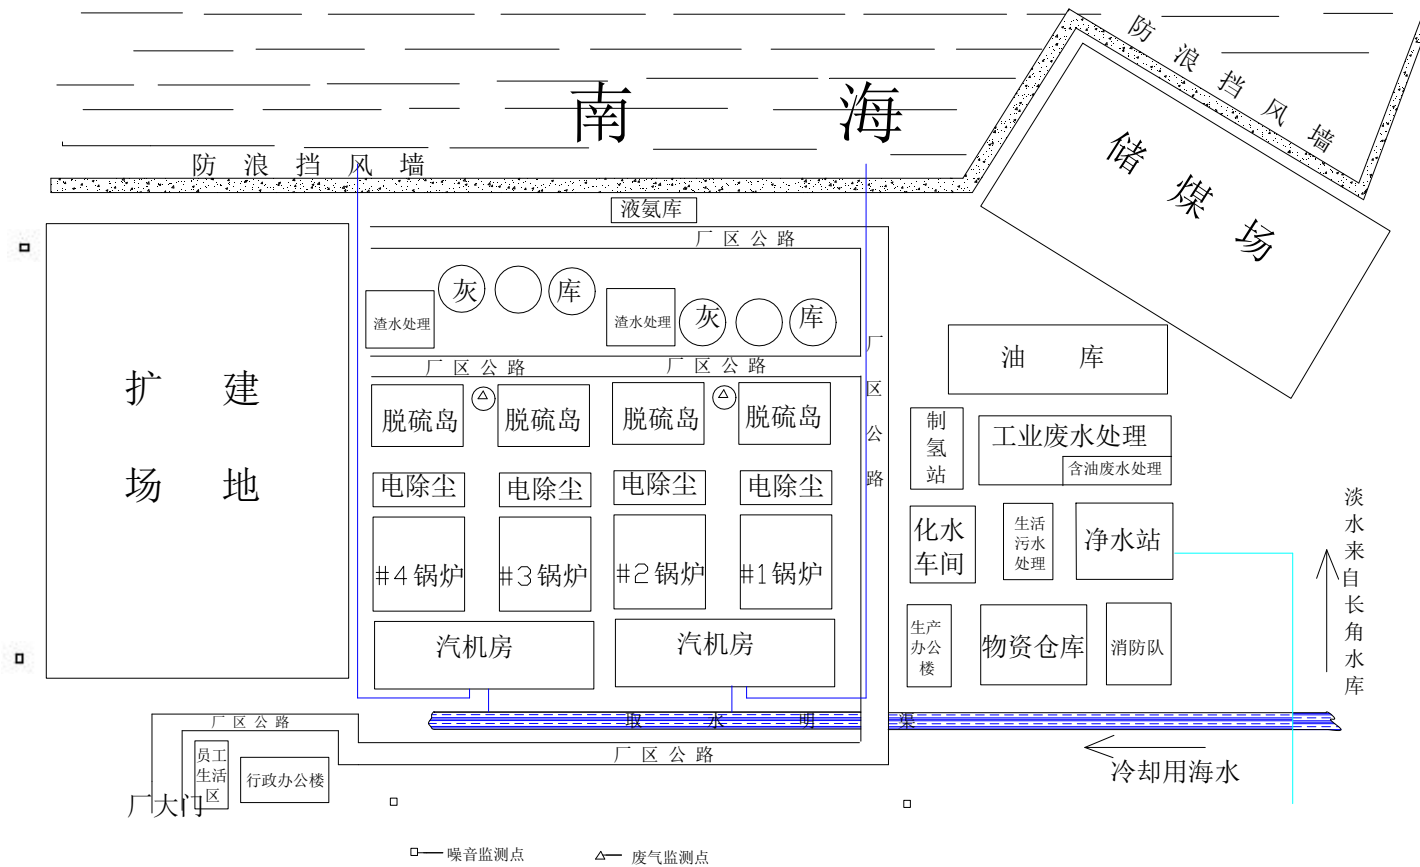 防浪挡风墙
南 海
防浪挡风墙
储煤场
液氨库
厂区公路
灰 库
渣水处理
灰 库
渣水处理
厂区公路
油 库
扩 建
场 地
厂区公路
厂区公路
脱硫岛
脱硫岛
脱硫岛
脱硫岛
制氢站
工业废水处理
含油废水处理
电除尘
电除尘
电除尘
电除尘
化水
车间
生活
污水
处理
净水站
淡水来自长角水库
#4锅炉
#3锅炉
#2锅炉
#1锅炉
汽机房
汽机房
生产
办公
楼
物资仓库
消防队
厂区公路
取水明渠
厂区公路
冷却用海水
员工
生活
区
行政办公楼
厂大门
噪音监测点
废气监测点